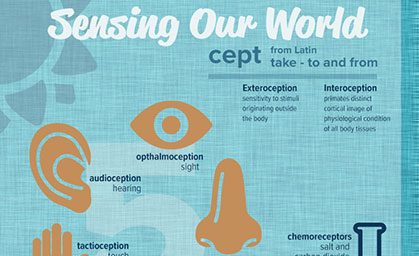 Sensing Our World
cept
from Latin
take - to and from
Exteroception
sensitivity to stimuli
originating outside
the body
Interoception
primates distinct
cortical image of
physiological condition
of all body tissues
opthalmoception
sight
audioception
hearing
5
tactioception
touch
chemoreceptors
salt and
carbon dioxide